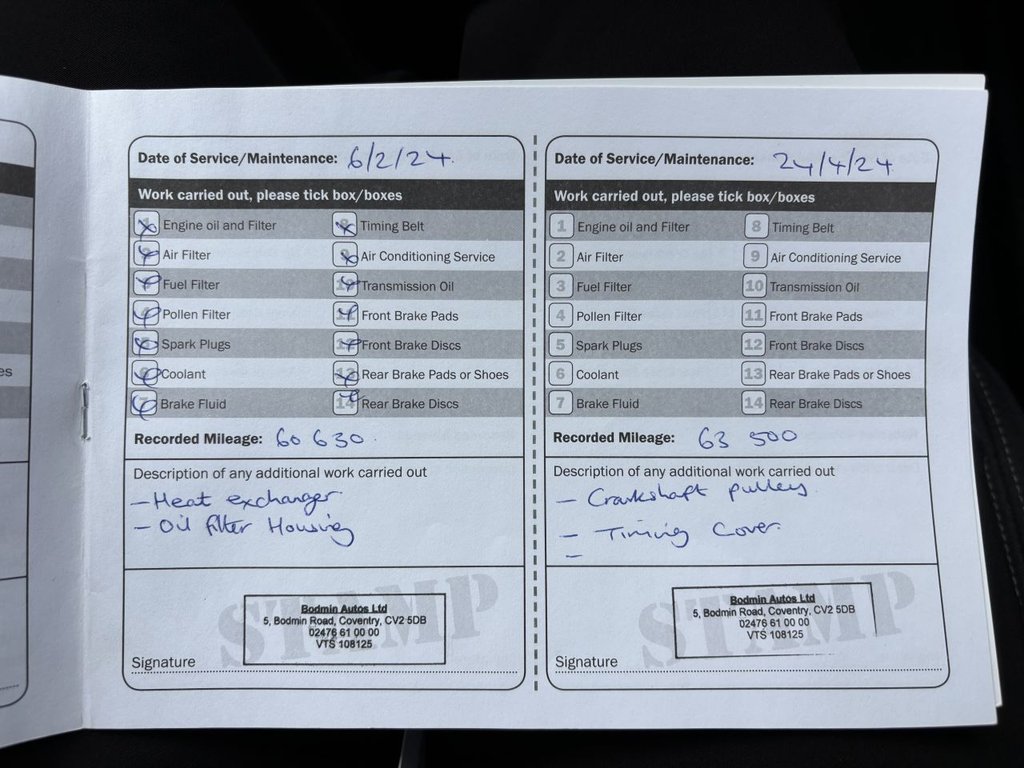 es
Date of Service/Maintenance: 6/2/24.
Work carried out, please tick box/boxes
Engine oil and Filter 8 Timing Belt
Air Filter 9 Air Conditioning Service
Fuel Filter 10 Transmission Oil
Pollen Filter 11 Front Brake Pads
5 Spark Plugs 12 Front Brake Discs
6 Coolant 13 Rear Brake Pads or Shoes
7 Brake Fluid 14 Rear Brake Discs
Recorded Mileage: 60 630.
Description of any additional work carried out
- Heat exchanger
- Oil filter Housing
STAMP
Bodmin Autos Ltd
5, Bodmin Road, Coventry, CV2 5DB
02476 61 00 00
VTS 108125
Signature
Date of Service/Maintenance: 24/4/24
Work carried out, please tick box/boxes
1 Engine oil and Filter 8 Timing Belt
2 Air Filter 9 Air Conditioning Service
3 Fuel Filter 10 Transmission Oil
4 Pollen Filter 11 Front Brake Pads
5 Spark Plugs 12 Front Brake Discs
6 Coolant 13 Rear Brake Pads or Shoes
7 Brake Fluid 14 Rear Brake Discs
Recorded Mileage: 63 500
Description of any additional work carried out
- Crankshaft pulley
- Timing Cover
-
STAMP
Bodmin Autos Ltd
5, Bodmin Road, Coventry, CV2 5DB
02476 61 00 00
VTS 108125
Signature